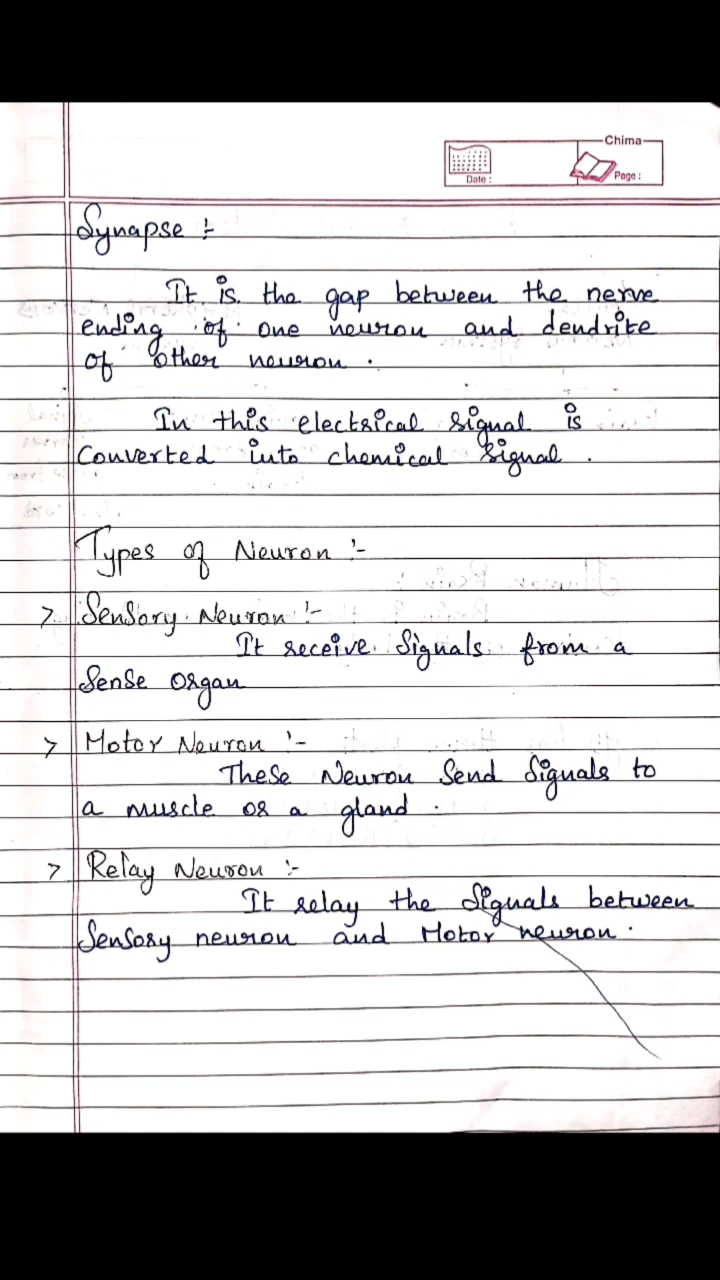 Chima
Date :
Page :
Synapse :-
It is the gap between the nerve
ending of one neuron and dendrite
of other neuron .
In this electrical signal is
converted into chemical signal .
Types of Neuron :-
> Sensory Neuron :-
It receive signals from a
Sense organ
> Motor Neuron :-
These Neuron Send signals to
a muscle or a gland .
> Relay Neuron :-
It relay the signals between
Sensory neuron and Motor neuron .